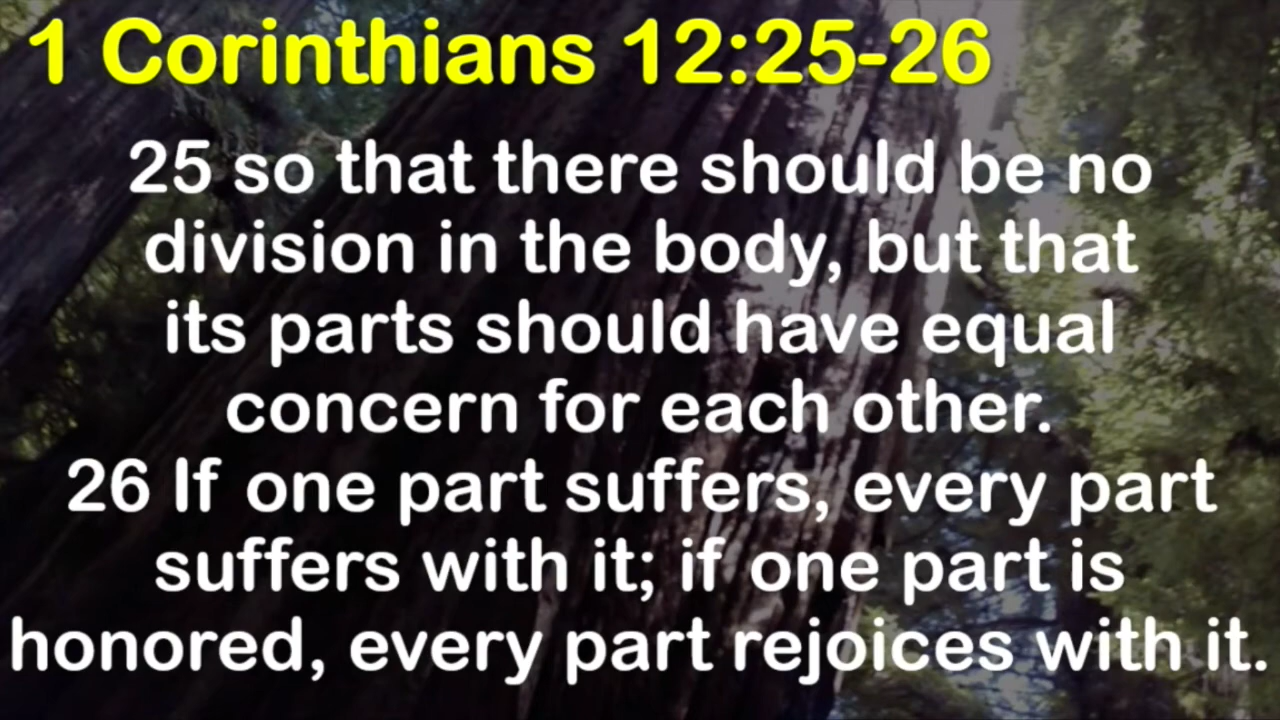 1 Corinthians 12:25-26
25 so that there should be no
division in the body, but that
its parts should have equal
concern for each other.
26 If one part suffers, every part
suffers with it; if one part is
honored, every part rejoices with it.